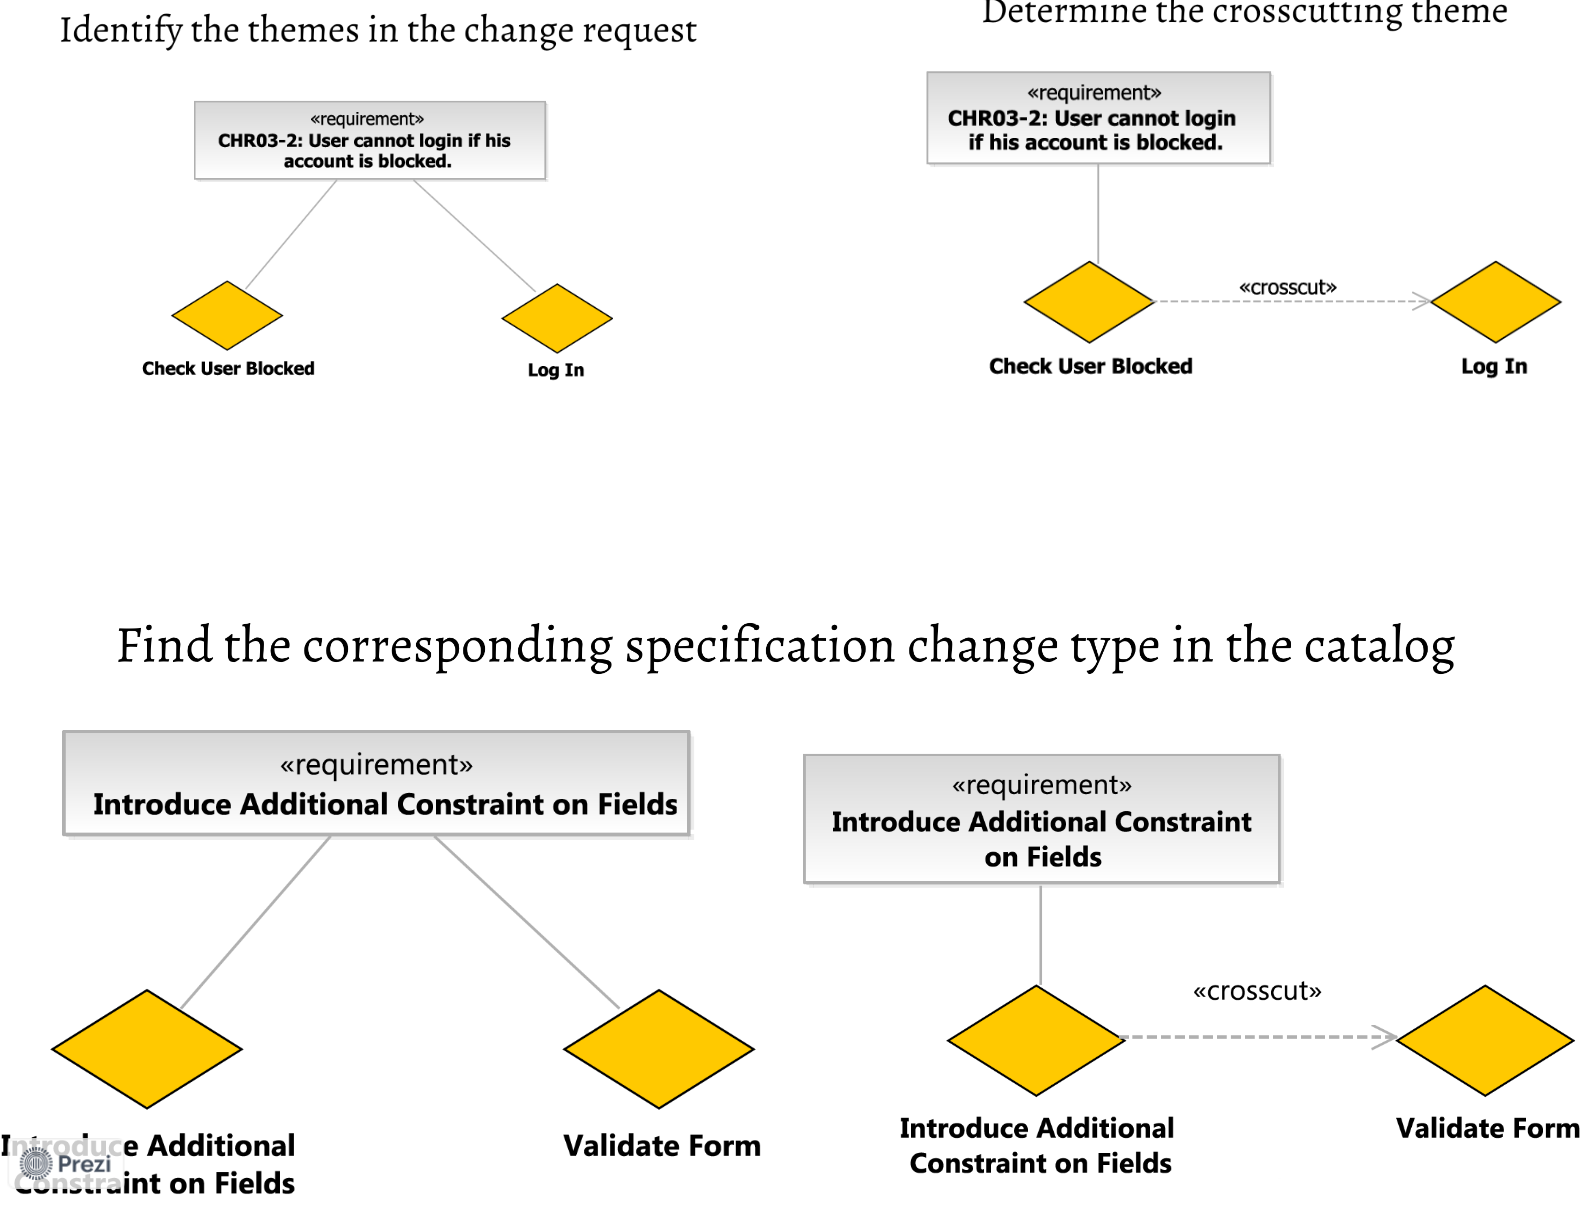 Identify the themes in the change request
«requirement»
CHR03-2: User cannot login if his
account is blocked.
Check User Blocked
Log In
Determine the crosscutting theme
«requirement»
CHR03-2: User cannot login
if his account is blocked.
«crosscut»
Check User Blocked
Log In
Find the corresponding specification change type in the catalog
«requirement»
Introduce Additional Constraint on Fields
Introduce Additional
Constraint on Fields
Validate Form
«requirement»
Introduce Additional Constraint
on Fields
«crosscut»
Introduce Additional
Constraint on Fields
Validate Form
Prezi